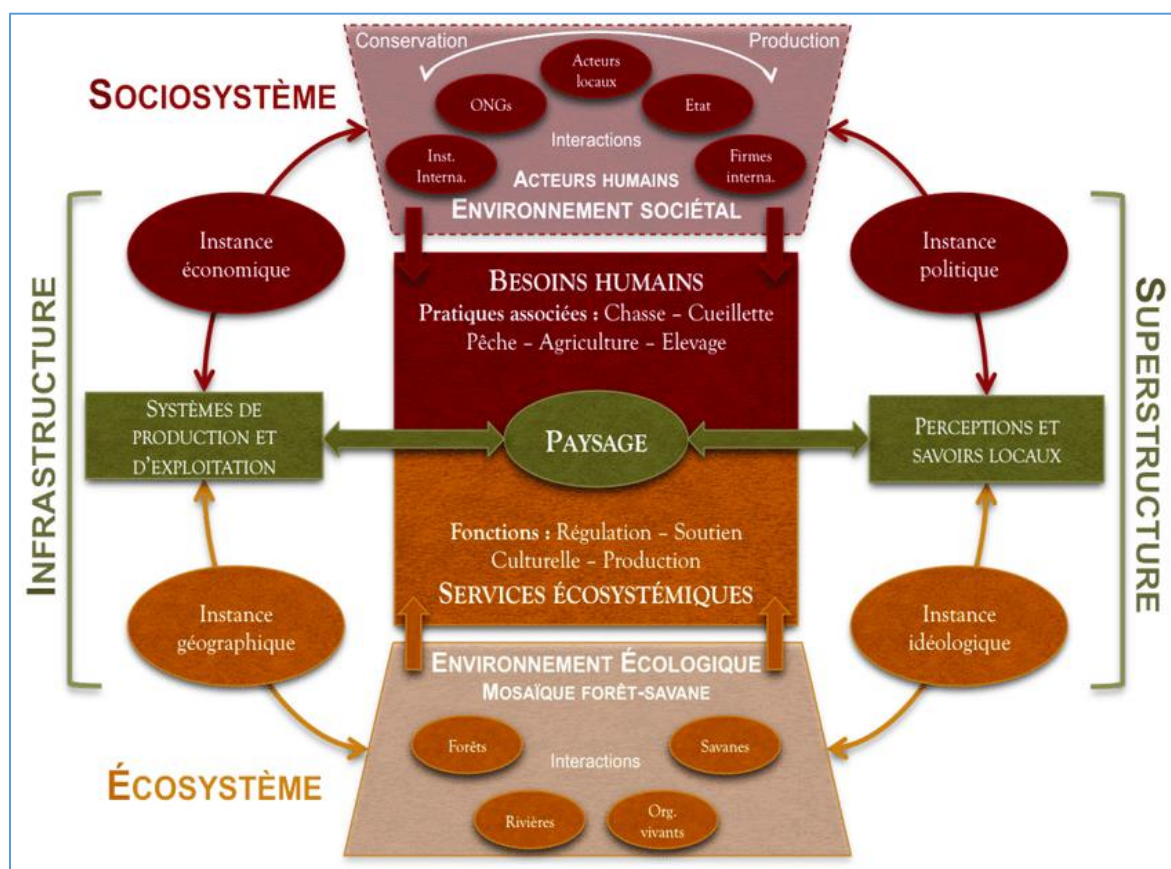 Conservation
Production
Acteurs
locaux
SOCIOSYSTÈME
ONGs
Etat
Interactions
Inst.
Interna.
Firmes
interna.
ACTEURS HUMAINS
ENVIRONNEMENT SOCIÉTAL
Instance
économique
Instance
politique
BESOINS HUMAINS
Pratiques associées : Chasse – Cueillette
Pêche – Agriculture – Elevage
INFRASTRUCTURE
SUPERSTRUCTURE
SYSTÈMES DE
PRODUCTION ET
D'EXPLOITATION
PAYSAGE
PERCEPTIONS ET
SAVOIRS LOCAUX
Fonctions : Régulation – Soutien
Culturelle – Production
SERVICES ÉCOSYSTÉMIQUES
Instance
géographique
Instance
idéologique
ENVIRONNEMENT ÉCOLOGIQUE
MOSAÏQUE FORÊT-SAVANE
Forêts
Savanes
Interactions
ÉCOSYSTÈME
Rivières
Org.
vivants